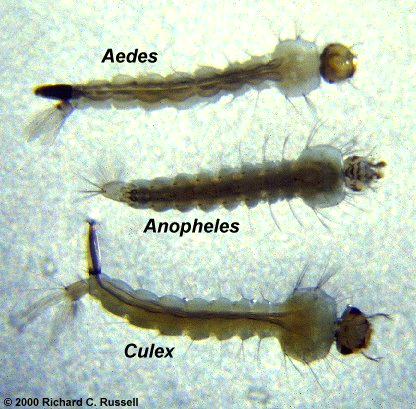 Aedes
Anopheles
Culex
© 2000 Richard C. Russell